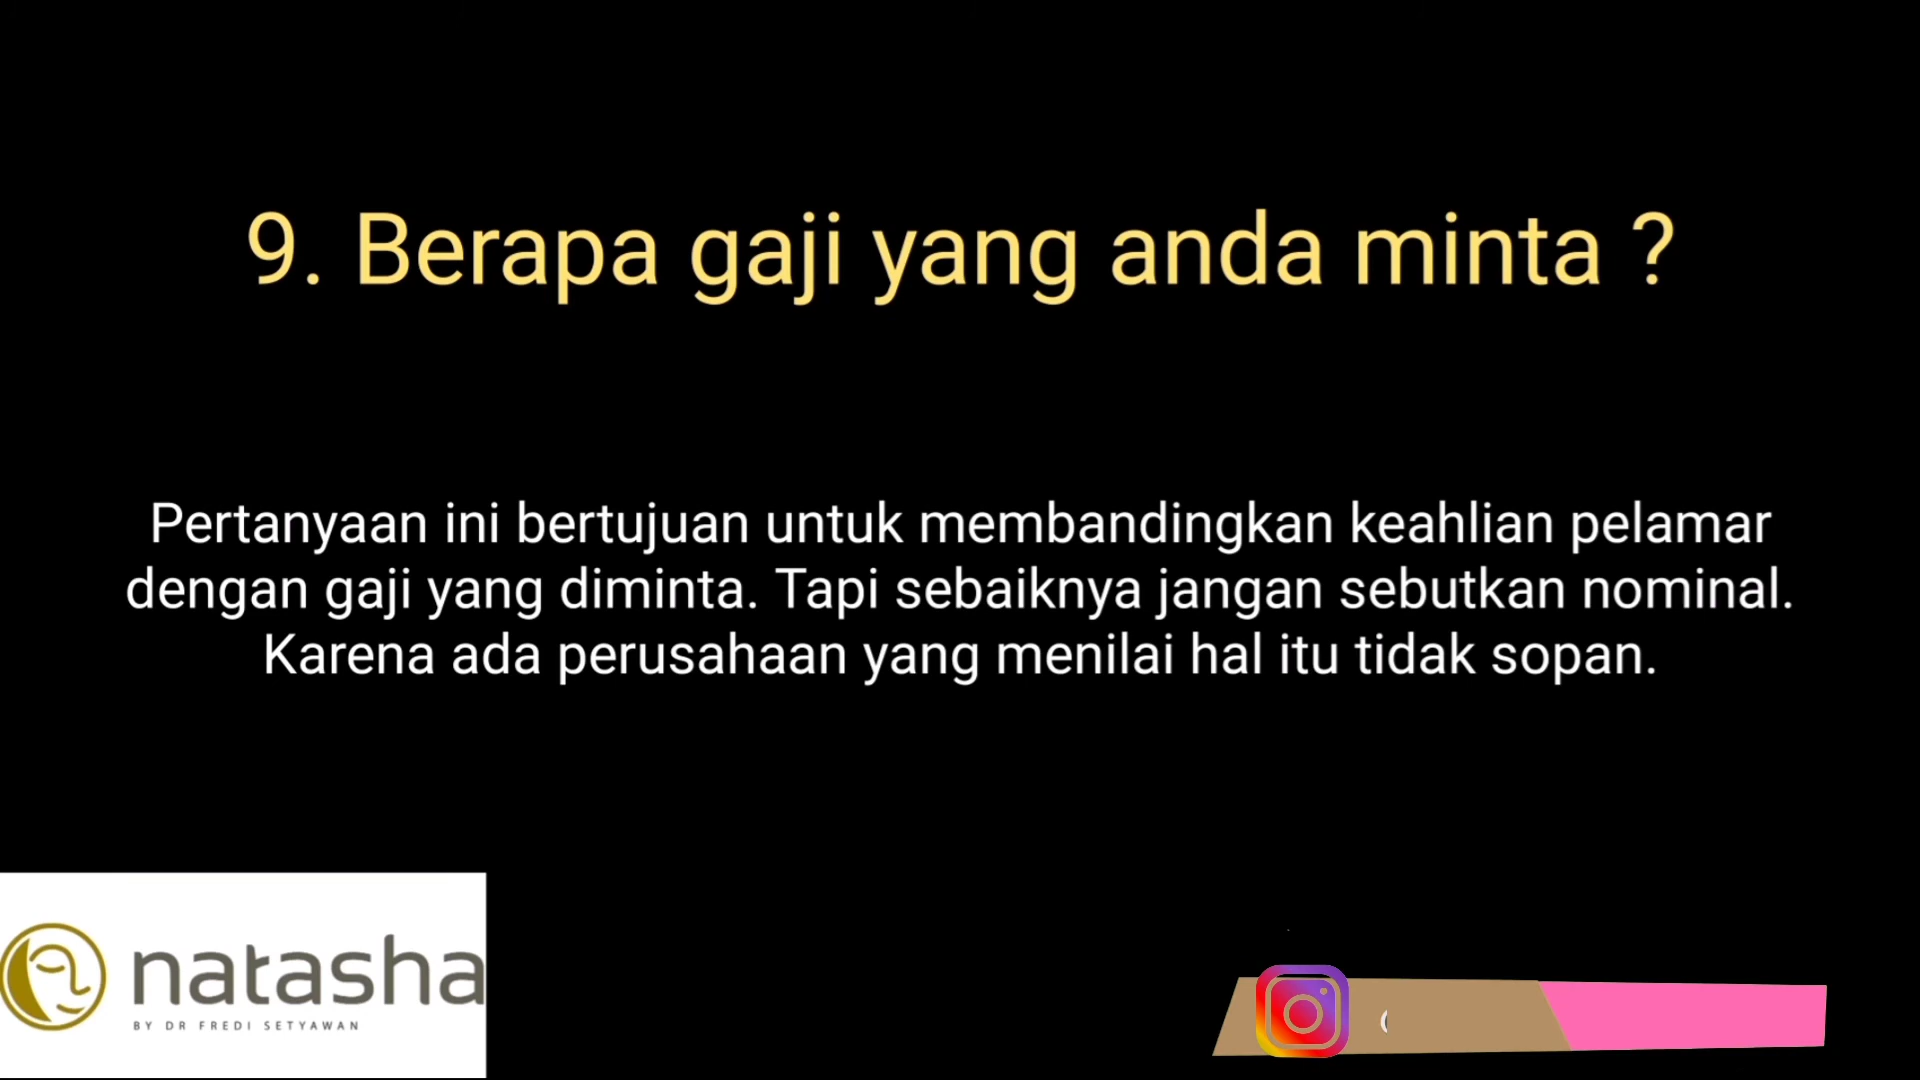 9. Berapa gaji yang anda minta ?
Pertanyaan ini bertujuan untuk membandingkan keahlian pelamar
dengan gaji yang diminta. Tapi sebaiknya jangan sebutkan nominal.
Karena ada perusahaan yang menilai hal itu tidak sopan.
natasha
BY DR FREDI SETYAWAN